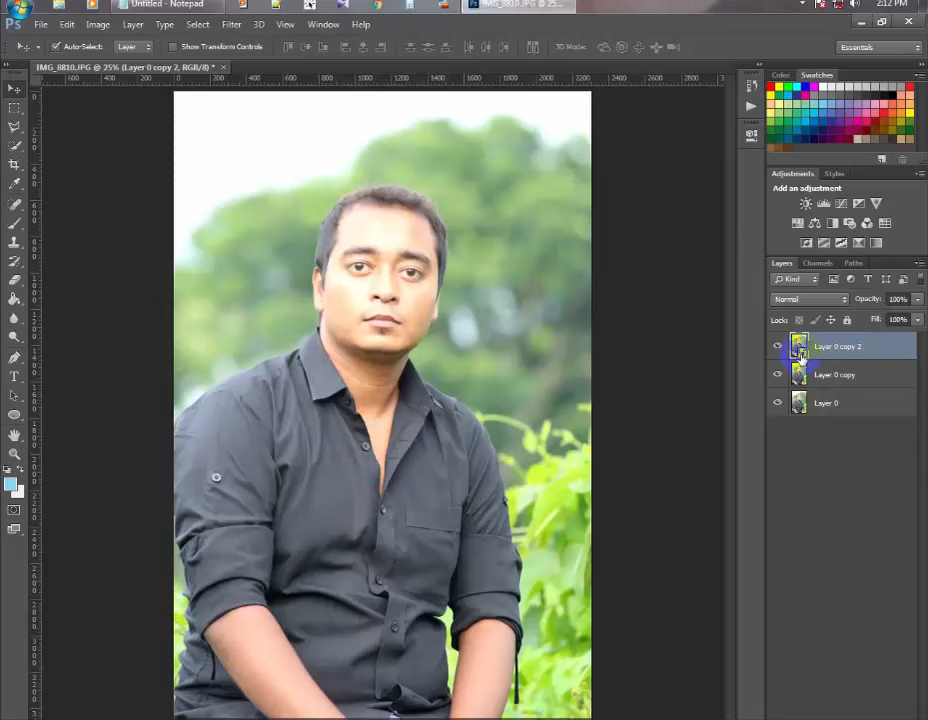 Untitled - Notepad
IMG_8810.JPG @ 25%...
2:12 PM
Ps File Edit Image Layer Type Select Filter 3D View Window Help
Auto-Select: Layer Show Transform Controls 3D Mode: Essentials
IMG_8810.JPG @ 25% (Layer 0 copy 2, RGB/8) * ×
Color Swatches
Adjustments Styles
Add an adjustment
Layers Channels Paths
Kind
Normal Opacity: 100%
Lock: Fill: 100%
Layer 0 copy 2
Layer 0 copy
Layer 0